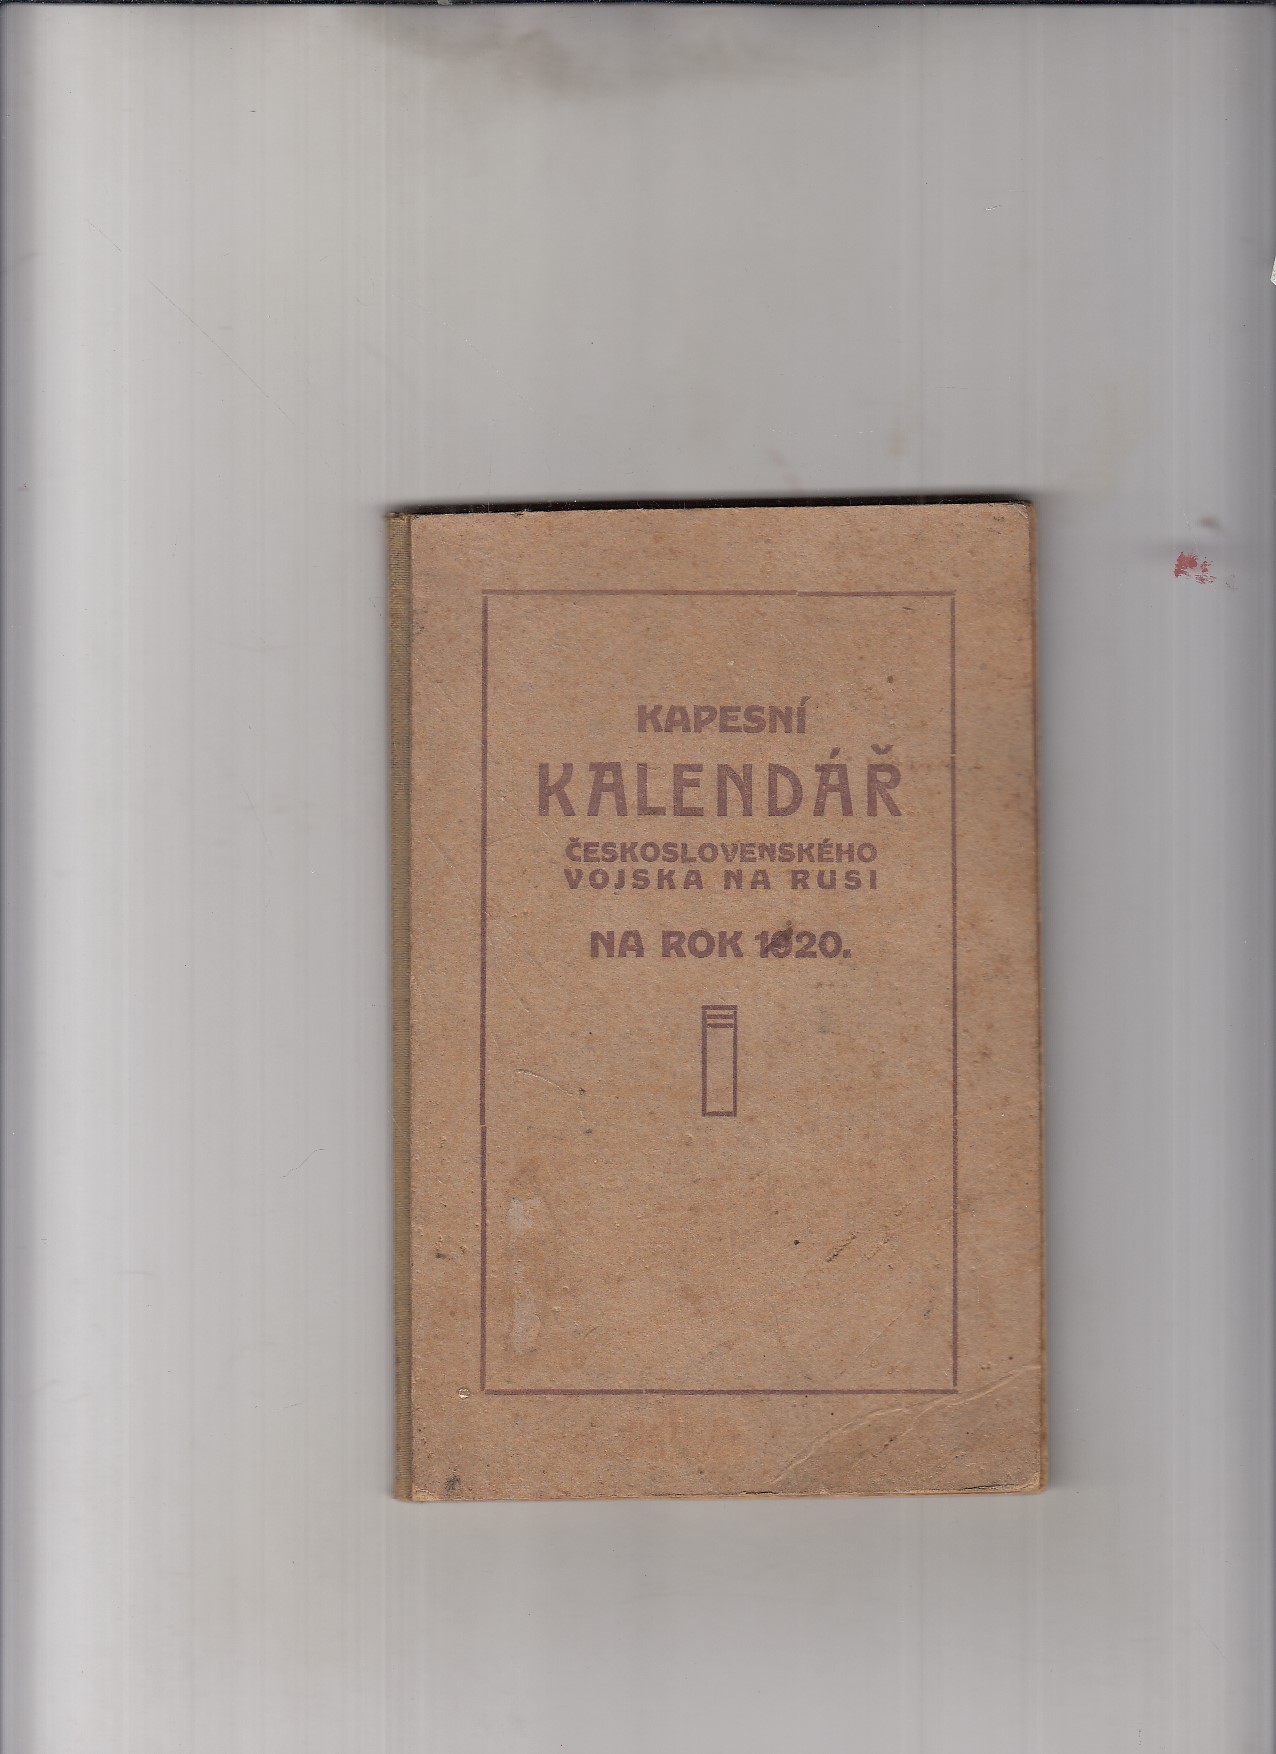 KAPESNÍ
KALENDÁŘ
ČESKOSLOVENSKÉHO
VOJSKA NA RUSI
NA ROK 1920.